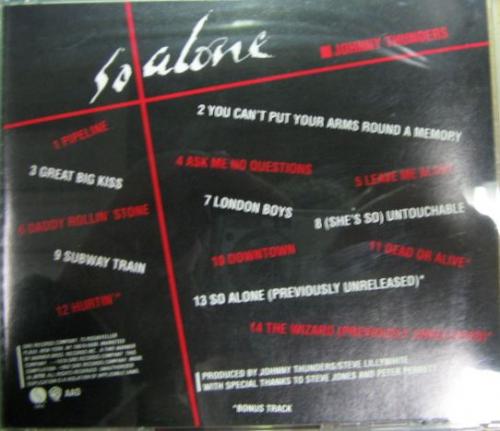 so alone
JOHNNY THUNDERS
1 PIPELINE
2 YOU CAN'T PUT YOUR ARMS ROUND A MEMORY
3 GREAT BIG KISS
4 ASK ME NO QUESTIONS
5 LEAVE ME ALONE
6 DADDY ROLLIN' STONE
7 LONDON BOYS
8 (SHE'S SO) UNTOUCHABLE
9 SUBWAY TRAIN
10 DOWNTOWN
11 DEAD OR ALIVE*
12 HURTIN'*
13 SO ALONE (PREVIOUSLY UNRELEASED)*
14 THE WIZARD (PREVIOUSLY UNRELEASED)*
PRODUCED BY JOHNNY THUNDERS/STEVE LILLYWHITE
WITH SPECIAL THANKS TO STEVE JONES AND PETER PERRETT
*BONUS TRACK
AAD